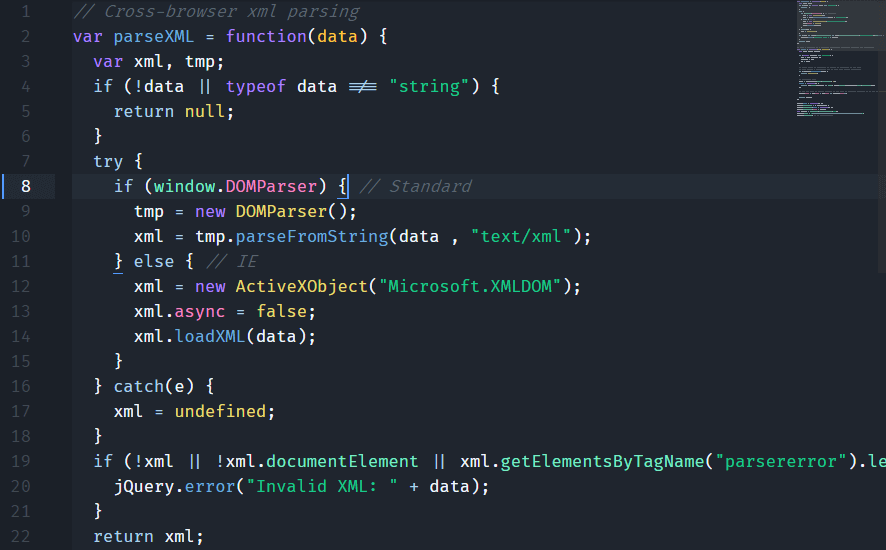 1 // Cross-browser xml parsing
2 var parseXML = function(data) {
3 var xml, tmp;
4 if (!data || typeof data !== "string") {
5 return null;
6 }
7 try {
8 if (window.DOMParser) { // Standard
9 tmp = new DOMParser();
10 xml = tmp.parseFromString(data , "text/xml");
11 } else { // IE
12 xml = new ActiveXObject("Microsoft.XMLDOM");
13 xml.async = false;
14 xml.loadXML(data);
15 }
16 } catch(e) {
17 xml = undefined;
18 }
19 if (!xml || !xml.documentElement || xml.getElementsByTagName("parsererror").le
20 jQuery.error("Invalid XML: " + data);
21 }
22 return xml;